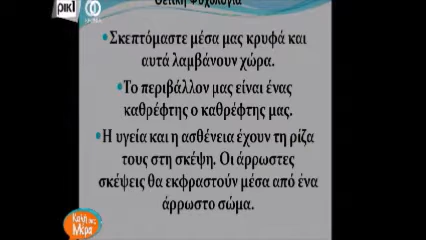 ΡΙΚ1
Θετική Ψυχολογία
•Σκεπτόμαστε μέσα μας κρυφά και
αυτά λαμβάνουν χώρα.
•Το περιβάλλον μας είναι ένας
καθρέφτης ο καθρέφτης μας.
•Η υγεία και η ασθένεια έχουν τη ρίζα
τους στη σκέψη. Οι άρρωστες
σκέψεις θα εκφραστούν μέσα από ένα
άρρωστο σώμα.
Καλή σας
Μέρα